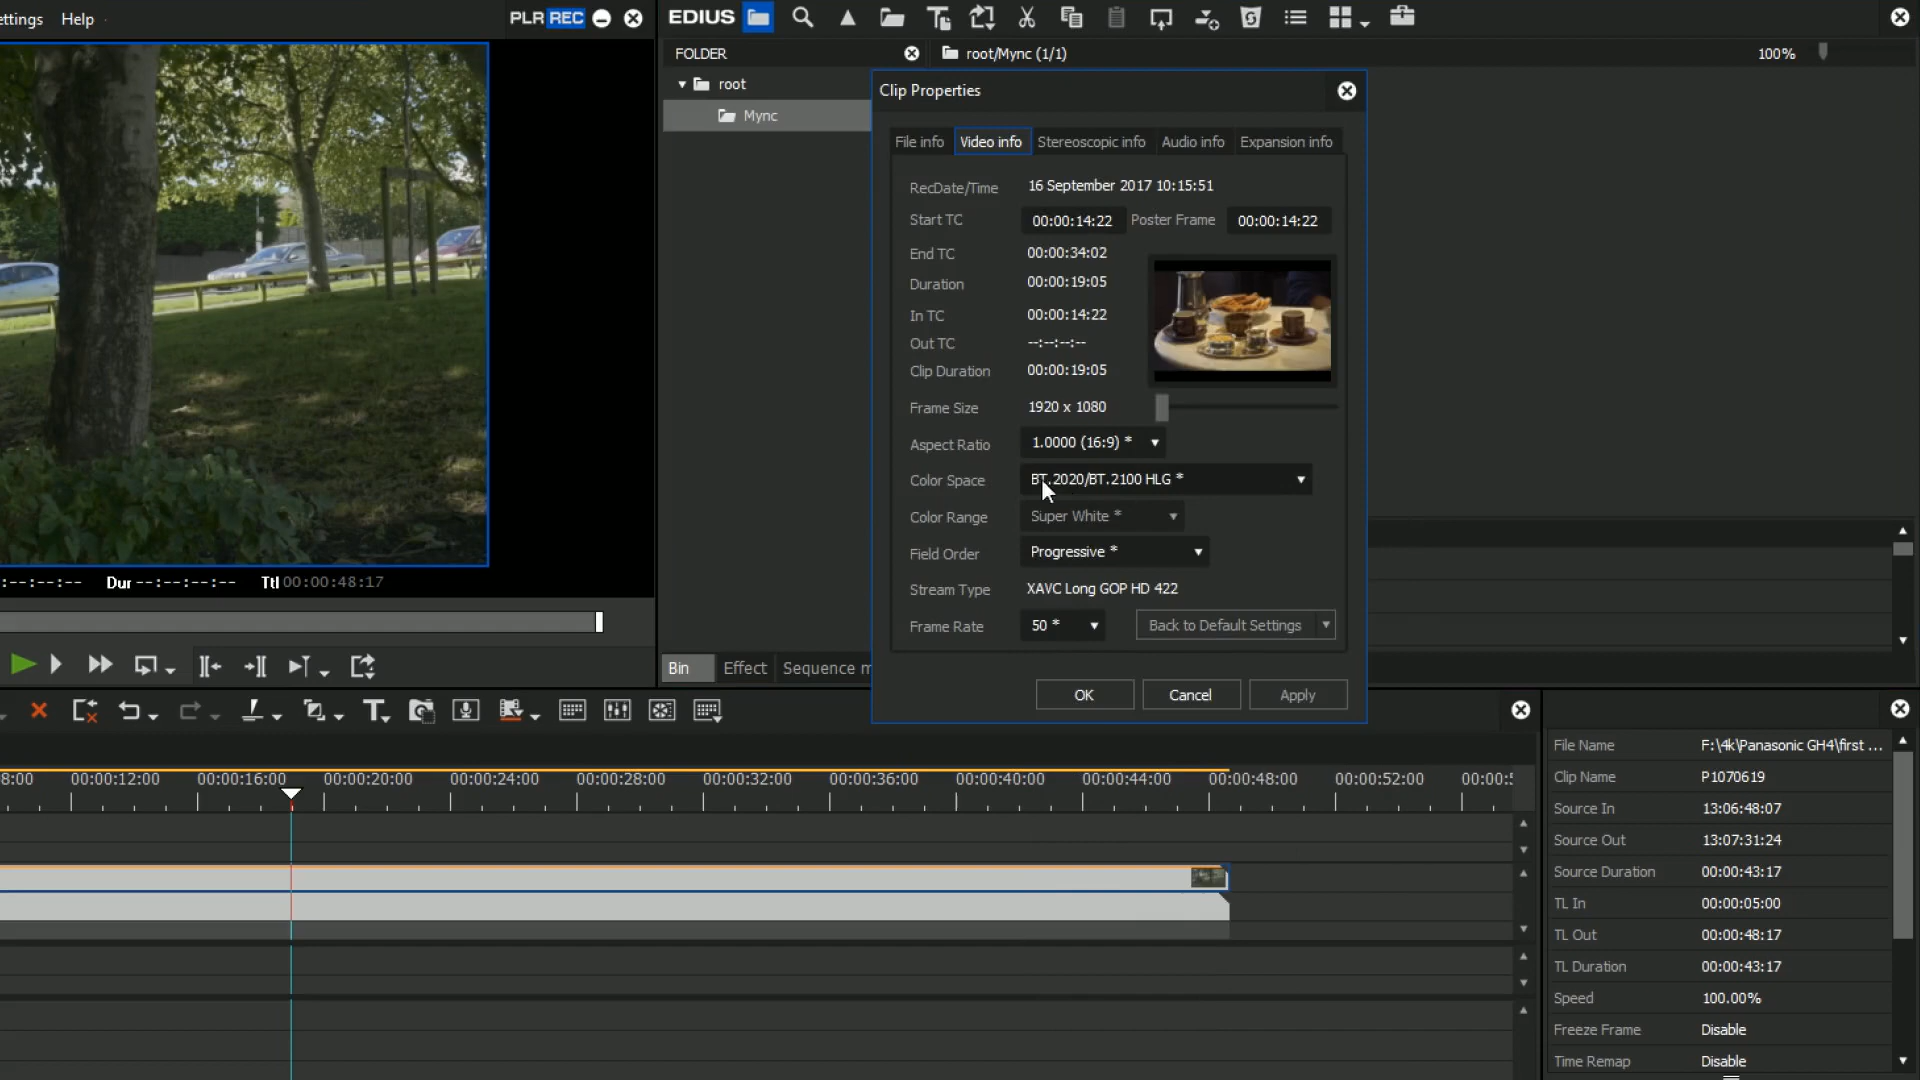 ettings Help
PLR REC
EDIUS
FOLDER
root/Mync (1/1)
100%
root
Mync
Clip Properties
File info Video info Stereoscopic info Audio info Expansion info
RecDate/Time 16 September 2017 10:15:51
Start TC 00:00:14:22 Poster Frame 00:00:14:22
End TC 00:00:34:02
Duration 00:00:19:05
In TC 00:00:14:22
Out TC --:--:--:--
Clip Duration 00:00:19:05
Frame Size 1920 x 1080
Aspect Ratio 1.0000 (16:9) *
Color Space BT.2020/BT.2100 HLG *
Color Range Super White *
Field Order Progressive *
Stream Type XAVC Long GOP HD 422
Frame Rate 50 * Back to Default Settings
OK Cancel Apply
:--:--:-- Dur --:--:--:-- Ttl 00:00:48:17
Bin Effect Sequence m
8:00 00:00:12:00 00:00:16:00 00:00:20:00 00:00:24:00 00:00:28:00 00:00:32:00 00:00:36:00 00:00:40:00 00:00:44:00 00:00:48:00 00:00:52:00 00:00:5
File Name F:\4k\Panasonic GH4\first ...
Clip Name P1070619
Source In 13:06:48:07
Source Out 13:07:31:24
Source Duration 00:00:43:17
TL In 00:00:05:00
TL Out 00:00:48:17
TL Duration 00:00:43:17
Speed 100.00%
Freeze Frame Disable
Time Remap Disable